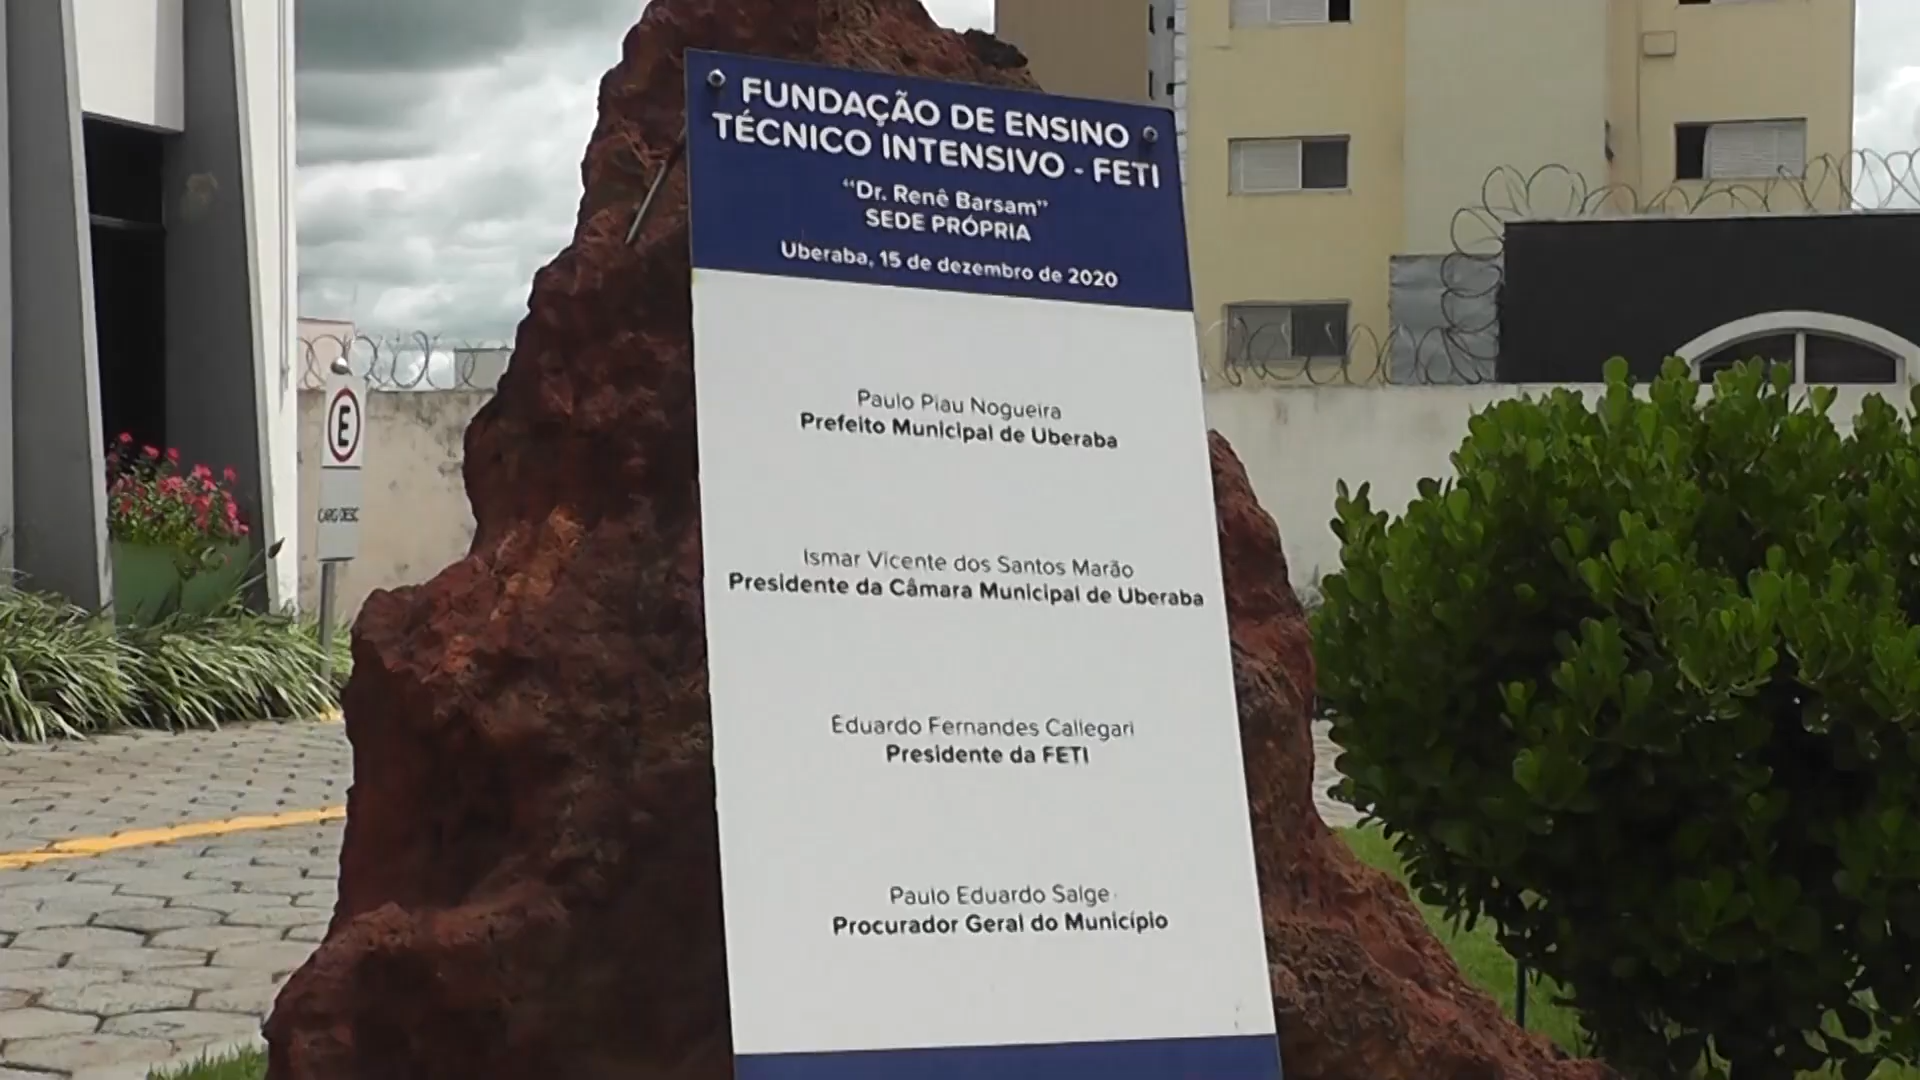 FUNDAÇÃO DE ENSINO
TÉCNICO INTENSIVO - FETI
“Dr. Renê Barsam”
SEDE PRÓPRIA
Uberaba, 15 de dezembro de 2020
Paulo Piau Nogueira
Prefeito Municipal de Uberaba
Ismar Vicente dos Santos Marão
Presidente da Câmara Municipal de Uberaba
Eduardo Fernandes Callegari
Presidente da FETI
Paulo Eduardo Salge
Procurador Geral do Município
E